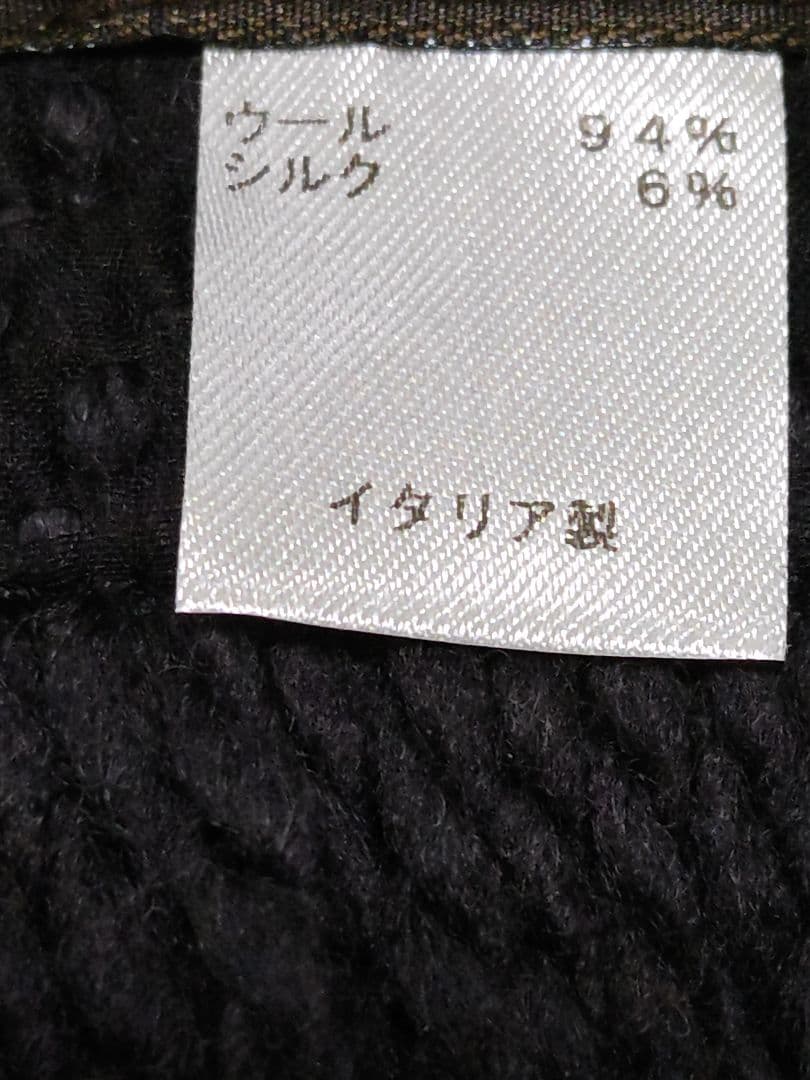 ウール 94%
シルク 6%
イタリア製